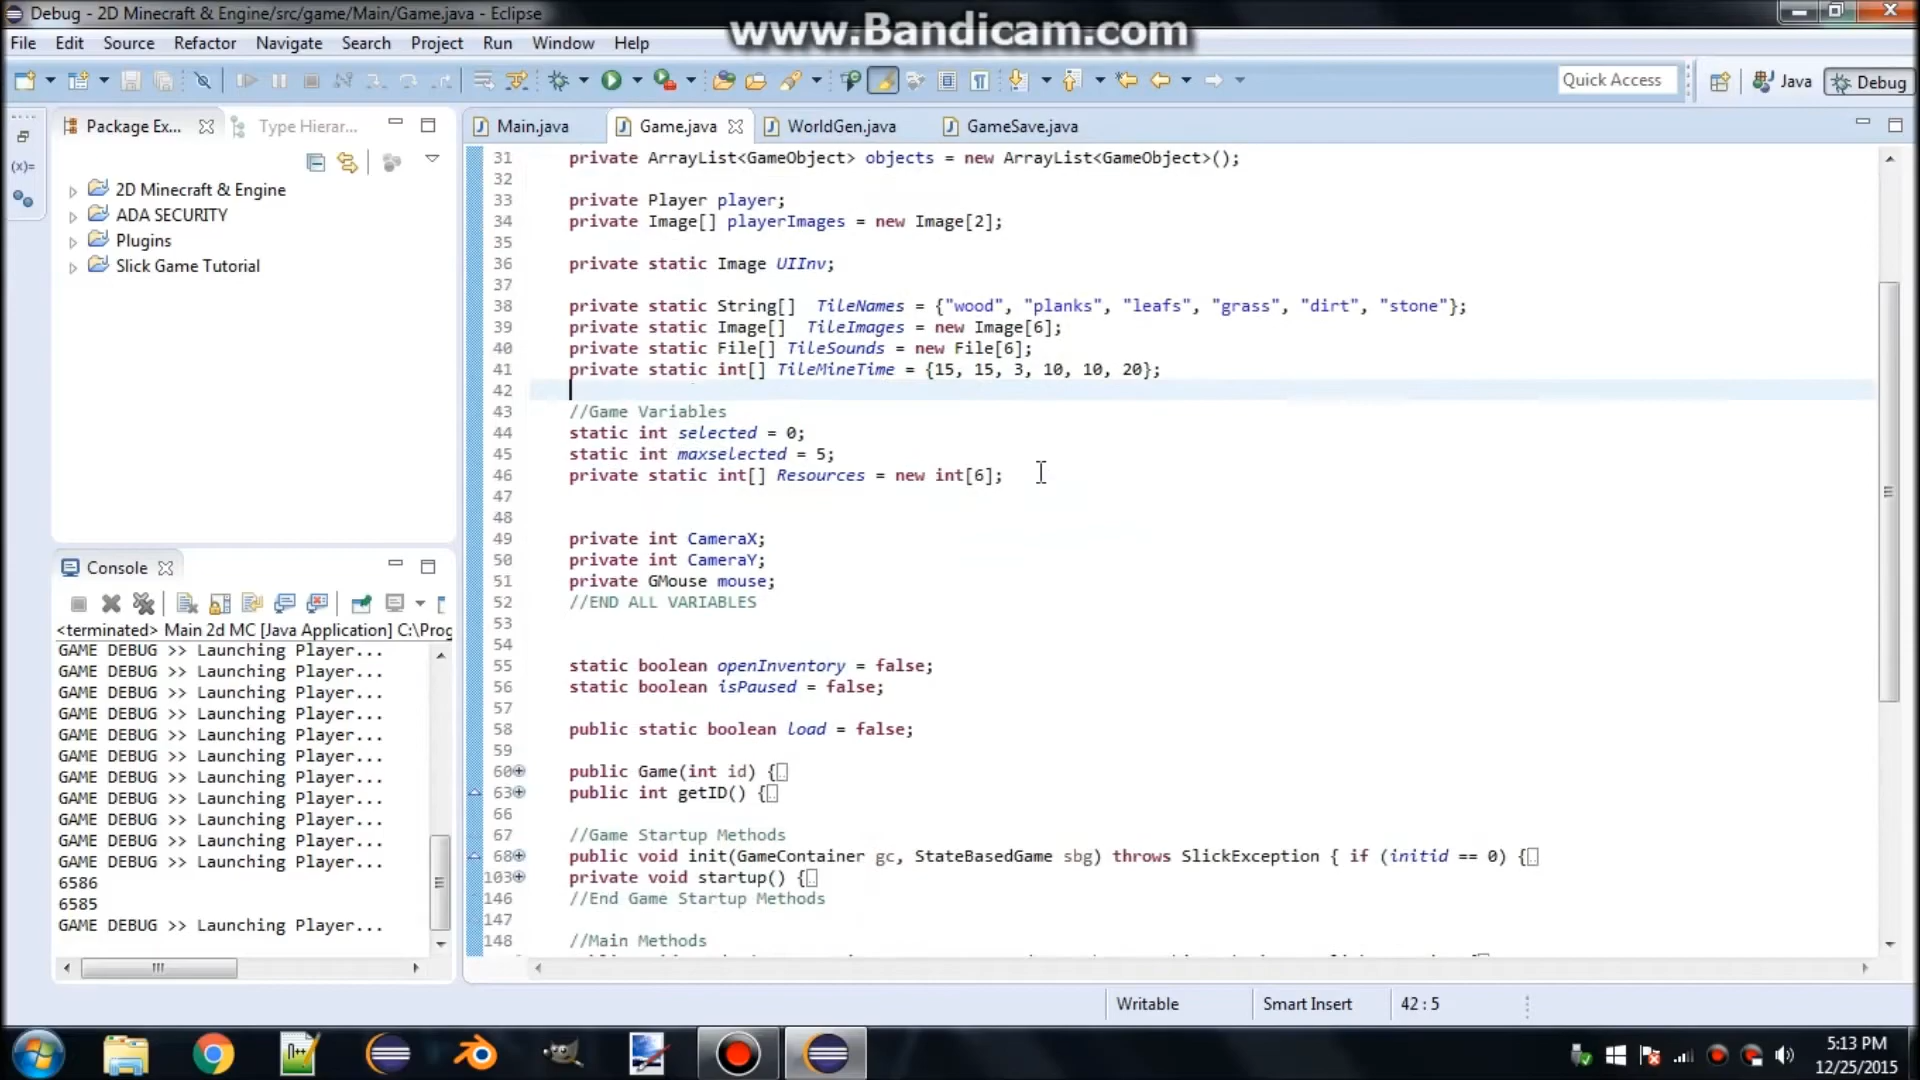 Debug - 2D Minecraft & Engine/src/game/Main/Game.java - Eclipse
www.Bandicam.com
File Edit Source Refactor Navigate Search Project Run Window Help
Quick Access Java Debug
Package Ex... Type Hierar...
2D Minecraft & Engine
ADA SECURITY
Plugins
Slick Game Tutorial
Console
<terminated> Main 2d MC [Java Application] C:\Prog
GAME DEBUG >> Launching Player...
GAME DEBUG >> Launching Player...
GAME DEBUG >> Launching Player...
GAME DEBUG >> Launching Player...
GAME DEBUG >> Launching Player...
GAME DEBUG >> Launching Player...
GAME DEBUG >> Launching Player...
GAME DEBUG >> Launching Player...
GAME DEBUG >> Launching Player...
GAME DEBUG >> Launching Player...
GAME DEBUG >> Launching Player...
6586
6585
GAME DEBUG >> Launching Player...
Main.java Game.java WorldGen.java GameSave.java
31 private ArrayList<GameObject> objects = new ArrayList<GameObject>();
32
33 private Player player;
34 private Image[] playerImages = new Image[2];
35
36 private static Image UIInv;
37
38 private static String[] TileNames = {"wood", "planks", "leafs", "grass", "dirt", "stone"};
39 private static Image[] TileImages = new Image[6];
40 private static File[] TileSounds = new File[6];
41 private static int[] TileMineTime = {15, 15, 3, 10, 10, 20};
42
43 //Game Variables
44 static int selected = 0;
45 static int maxselected = 5;
46 private static int[] Resources = new int[6];
47
48
49 private int CameraX;
50 private int CameraY;
51 private GMouse mouse;
52 //END ALL VARIABLES
53
54
55 static boolean openInventory = false;
56 static boolean isPaused = false;
57
58 public static boolean load = false;
59
60 public Game(int id) {
63 public int getID() {
66
67 //Game Startup Methods
68 public void init(GameContainer gc, StateBasedGame sbg) throws SlickException { if (initid == 0) {
103 private void startup() {
146 //End Game Startup Methods
147
148 //Main Methods
Writable Smart Insert 42 : 5
5:13 PM
12/25/2015